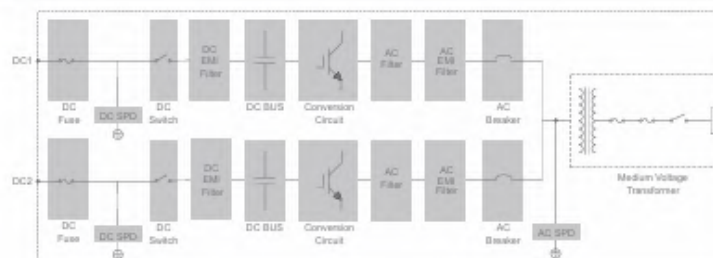 DC1
DC
EMI
Filter
AC
Filter
AC
EMI
Filter
DC
Fuse
DC SPD
DC
Switch
DC BUS
Conversion
Circuit
AC
Breaker
Medium Voltage
Transformer
DC2
DC
EMI
Filter
AC
Filter
AC
EMI
Filter
DC
Fuse
DC SPD
DC
Switch
DC BUS
Conversion
Circuit
AC
Breaker
AC SPD